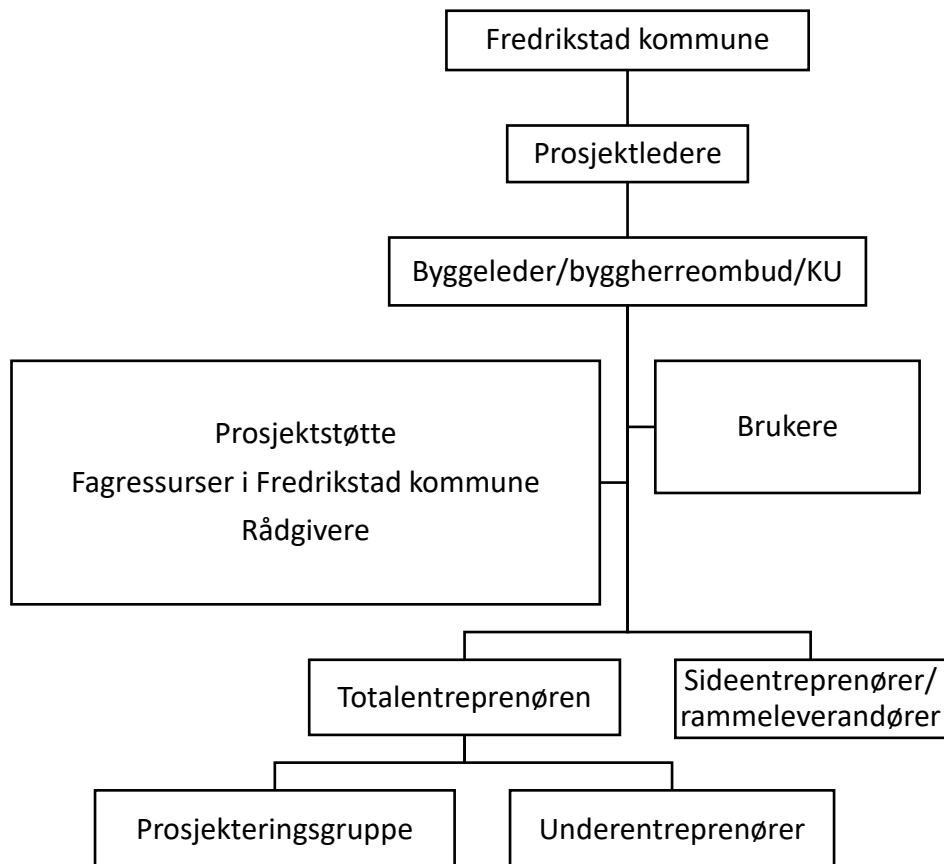 Fredrikstad kommune
Prosjektledere
Byggeleder/byggherreombud/KU
Prosjektstøtte
Fagressurser i Fredrikstad kommune
Rådgivere
Brukere
Totalentreprenøren
Sideentreprenører/
rammeleverandører
Prosjekteringsgruppe
Underentreprenører